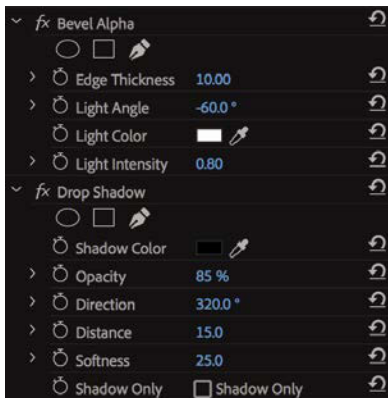 fx Bevel Alpha
Edge Thickness 10.00
Light Angle -60.0 °
Light Color
Light Intensity 0.80
fx Drop Shadow
Shadow Color
Opacity 85 %
Direction 320.0 °
Distance 15.0
Softness 25.0
Shadow Only Shadow Only